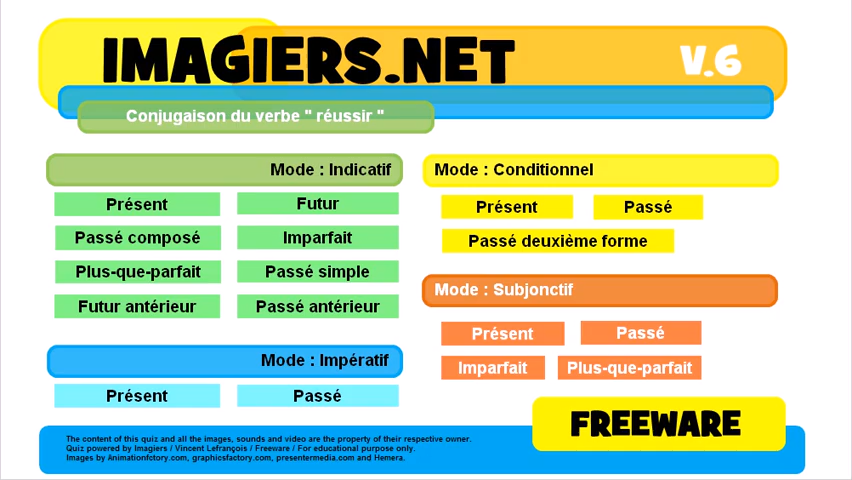 IMAGIERS.NET
V.6
Conjugaison du verbe " réussir "
Mode : Indicatif
Présent
Futur
Passé composé
Imparfait
Plus-que-parfait
Passé simple
Futur antérieur
Passé antérieur
Mode : Impératif
Présent
Passé
Mode : Conditionnel
Présent
Passé
Passé deuxième forme
Mode : Subjonctif
Présent
Passé
Imparfait
Plus-que-parfait
FREEWARE
The content of this quiz and all the images, sounds and video are the property of their respective owner.
Quiz powered by Imagiers / Vincent Lefrançois / Freeware / For educational purpose only.
Images by Animationfctory.com, graphicsfactory.com, presentermedia.com and Hemera.